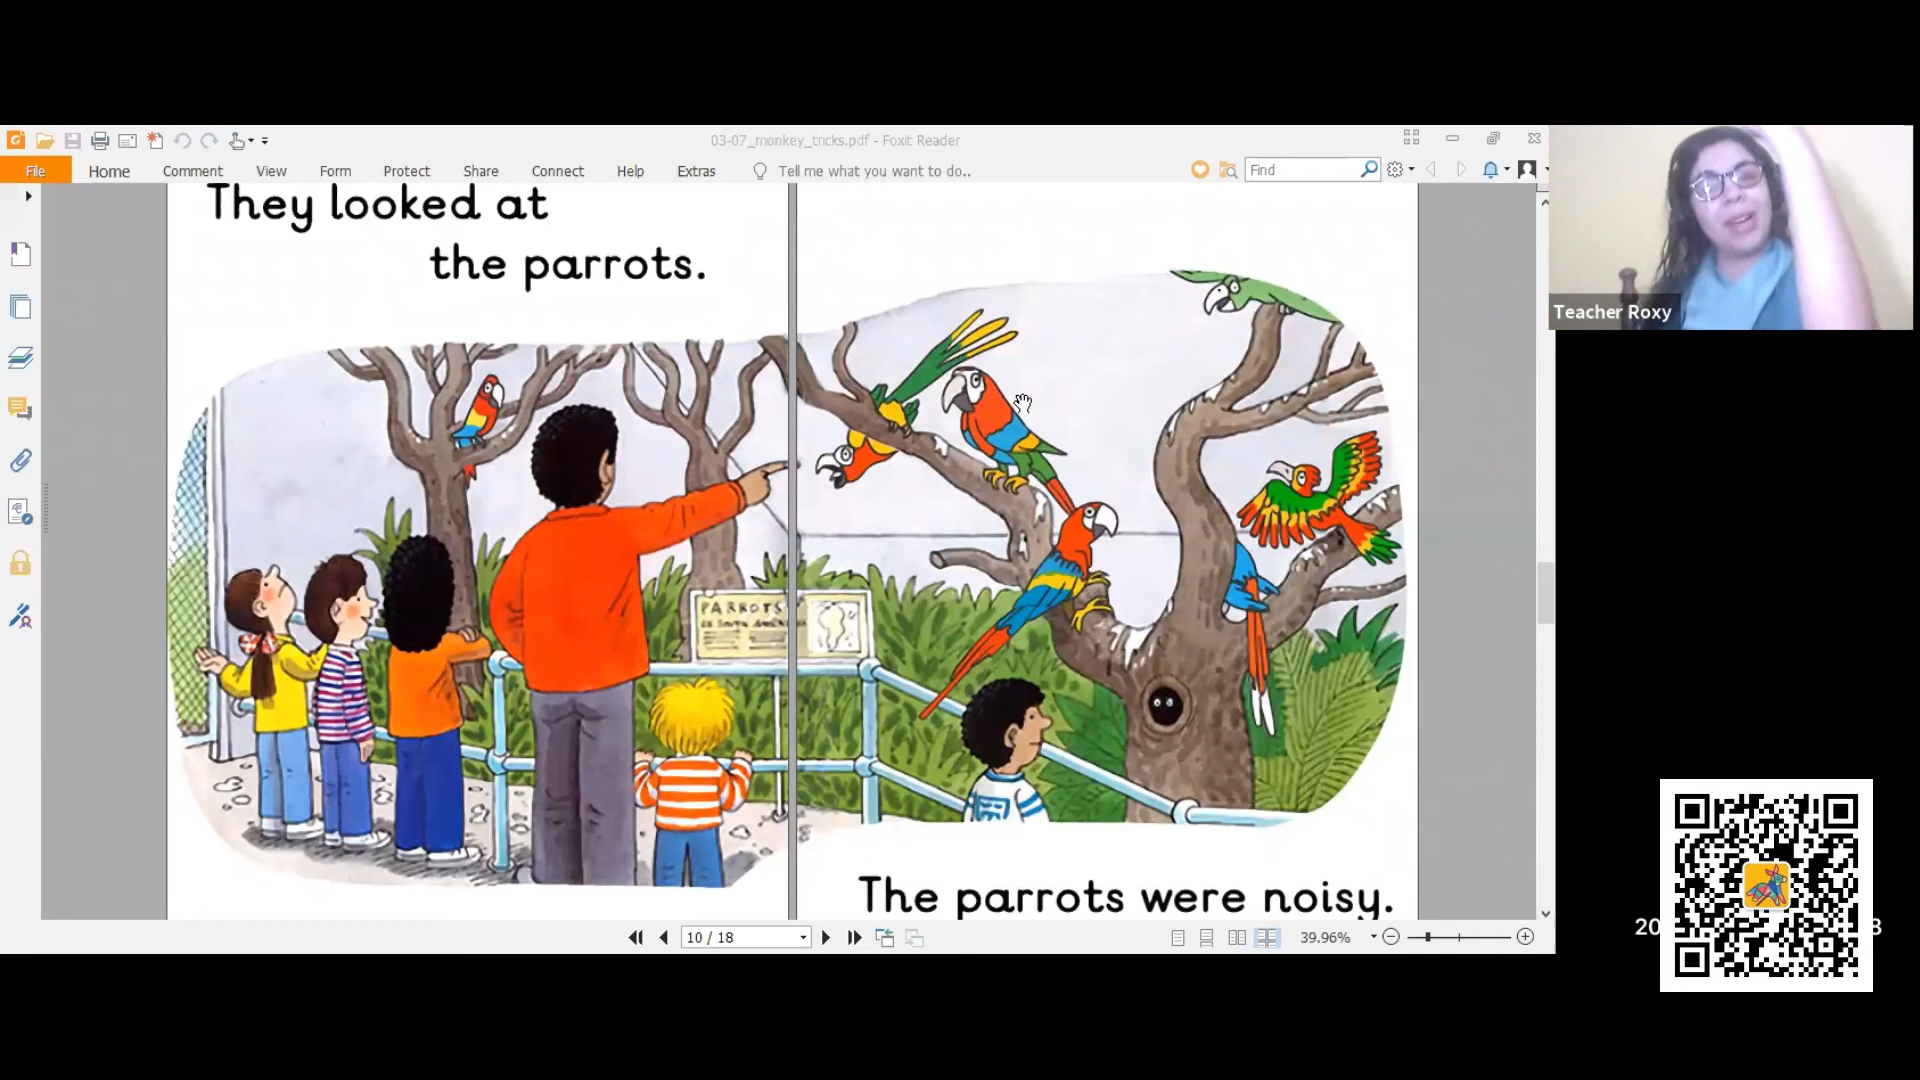 03-07_monkey_tricks.pdf - Foxit Reader
File Home Comment View Form Protect Share Connect Help Extras Tell me what you want to do.. Find
They looked at
the parrots.
Teacher Roxy
PARROTS
The parrots were noisy.
10 / 18
39.96%
20
8